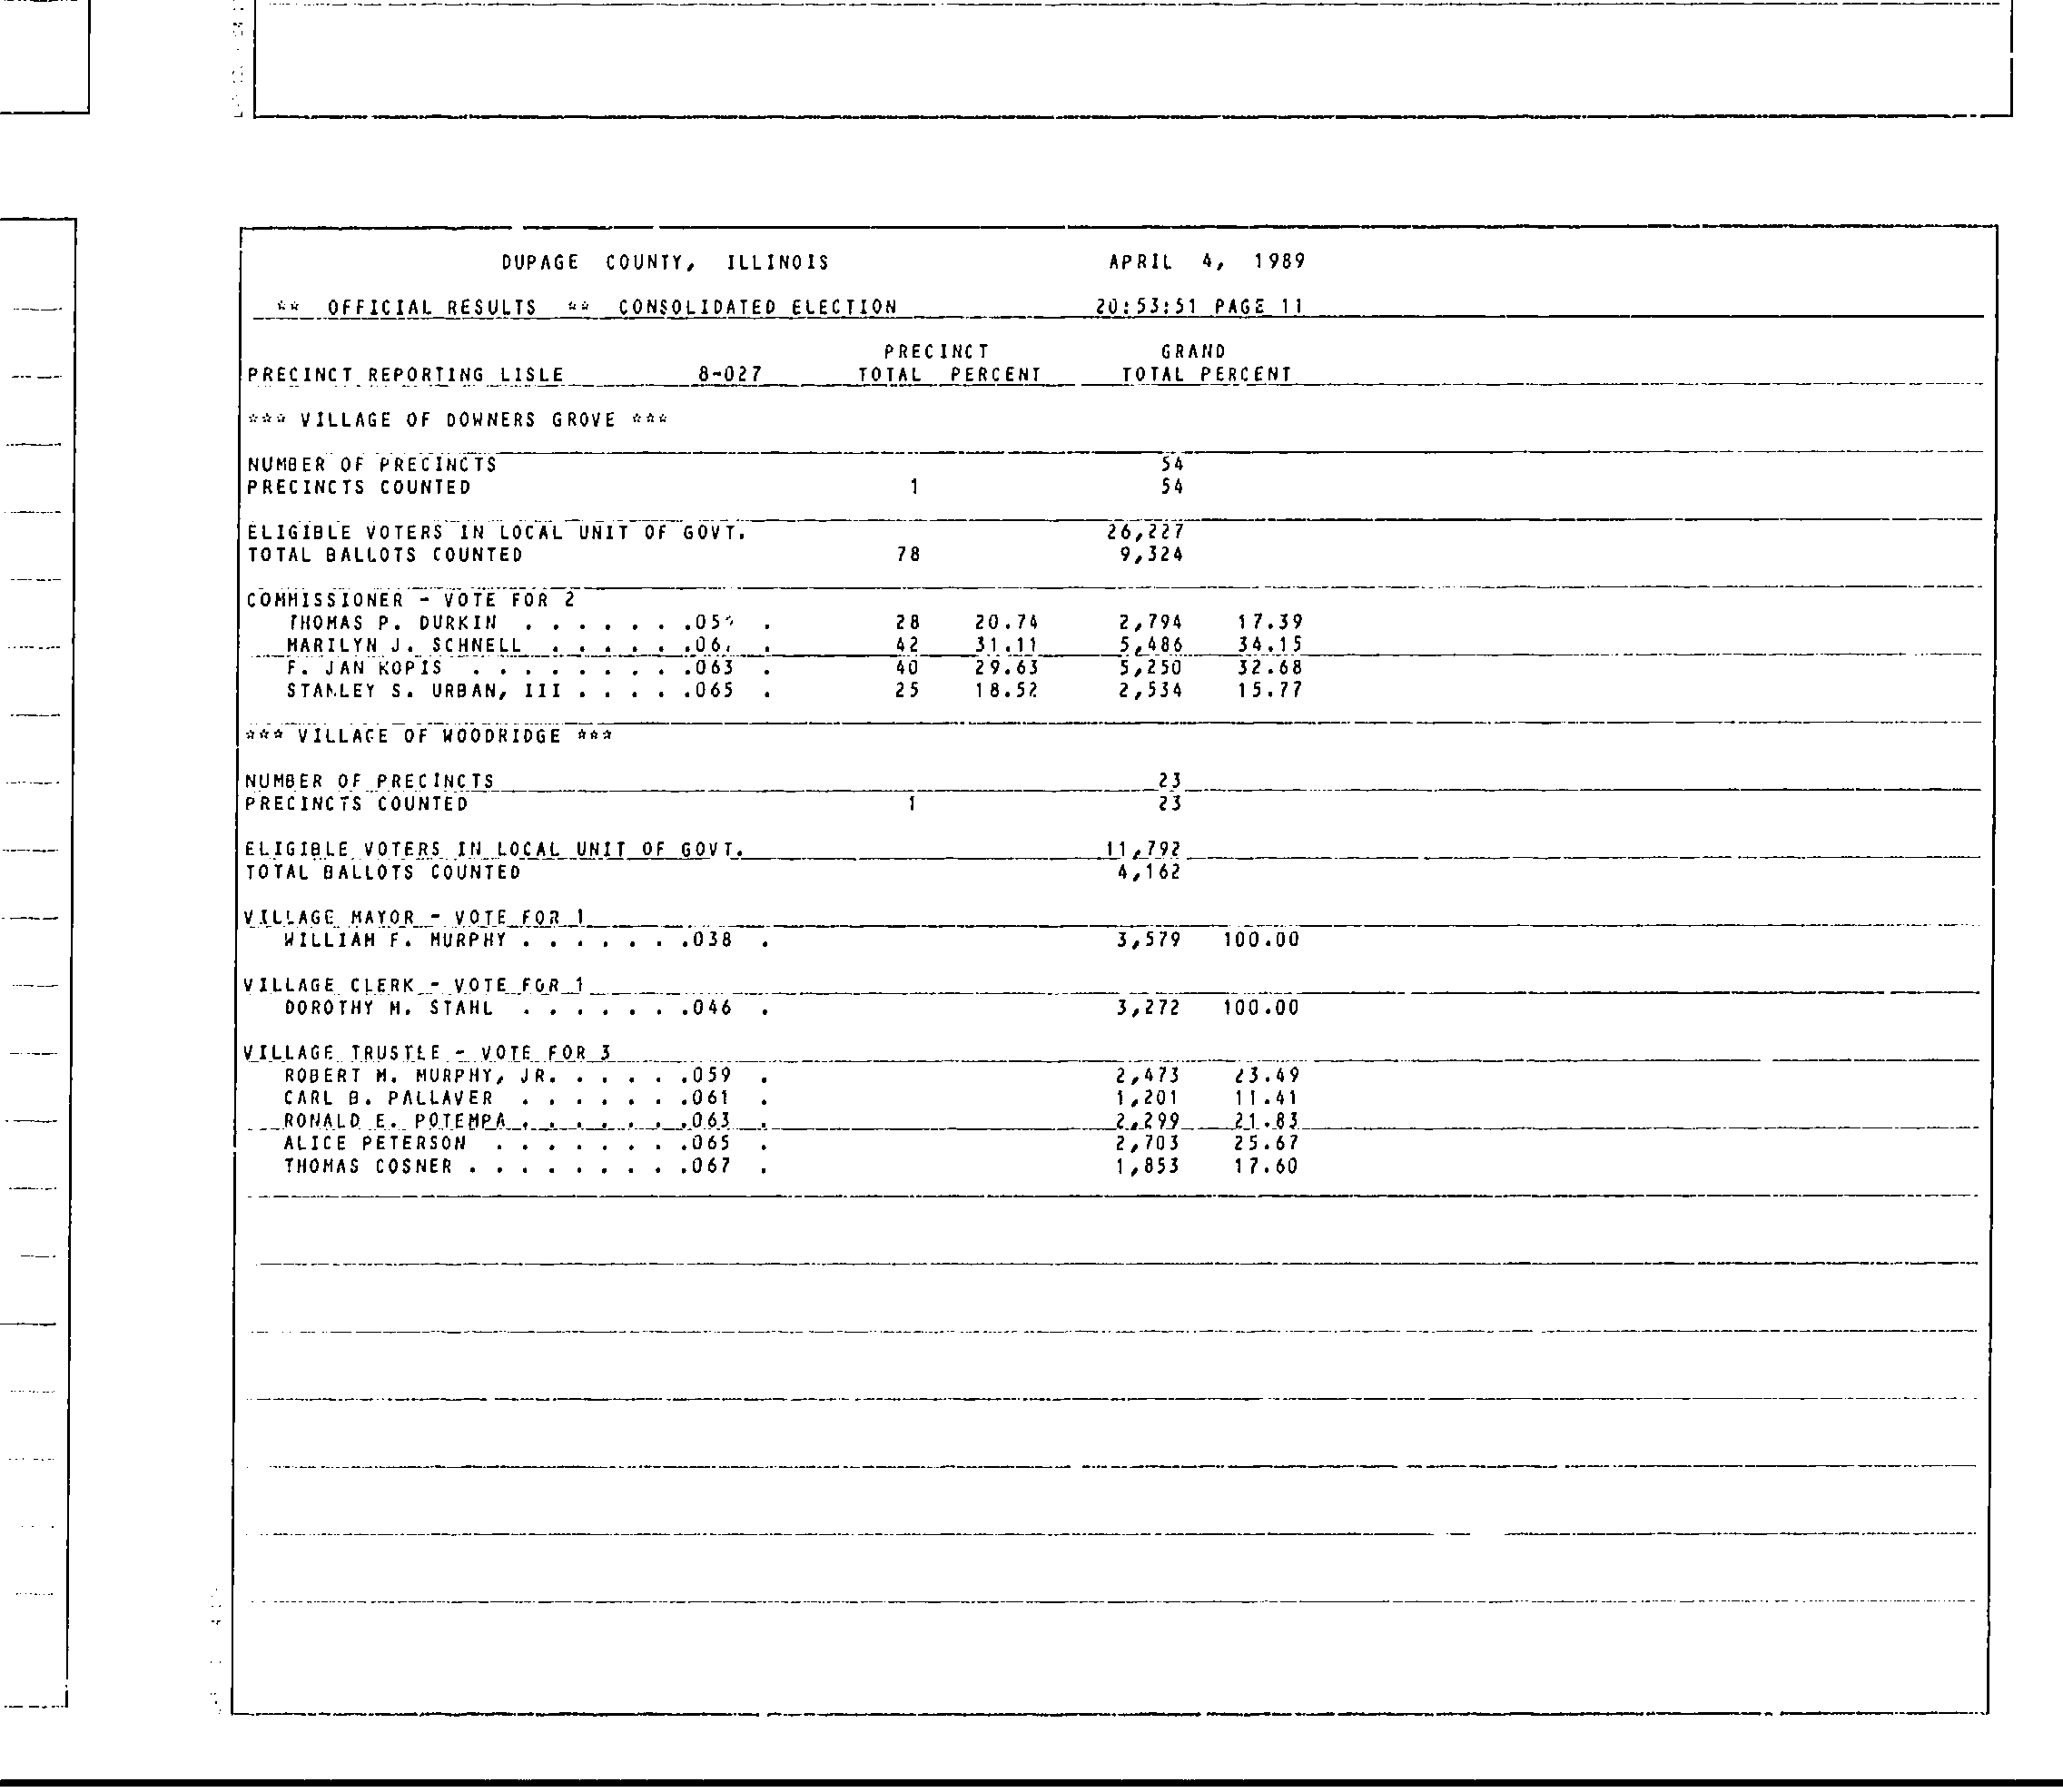 DUPAGE COUNTY, ILLINOIS APRIL 4, 1989
** OFFICIAL RESULTS ** CONSOLIDATED ELECTION 20:53:51 PAGE 11
PRECINCT GRAND
PRECINCT REPORTING LISLE 8-027 TOTAL PERCENT TOTAL PERCENT
*** VILLAGE OF DOWNERS GROVE ***
NUMBER OF PRECINCTS 54
PRECINCTS COUNTED 1 54
ELIGIBLE VOTERS IN LOCAL UNIT OF GOVT. 26,227
TOTAL BALLOTS COUNTED 78 9,324
COMMISSIONER - VOTE FOR 2
THOMAS P. DURKIN . . . . . . . 28 20.74 2,794 17.39
MARILYN J. SCHNELL . . . . . . 42 31.11 5,486 34.15
F. JAN KOPIS . . . . . . . . .063 . 40 29.63 5,250 32.68
STANLEY S. URBAN, III . . . . .065 . 25 18.52 2,534 15.77
*** VILLAGE OF WOODRIDGE ***
NUMBER OF PRECINCTS 23
PRECINCTS COUNTED 1 23
ELIGIBLE VOTERS IN LOCAL UNIT OF GOVT. 11,792
TOTAL BALLOTS COUNTED 4,162
VILLAGE MAYOR - VOTE FOR 1
WILLIAM F. MURPHY . . . . . . .038 . 3,579 100.00
VILLAGE CLERK - VOTE FOR 1
DOROTHY M. STAHL . . . . . . .046 . 3,272 100.00
VILLAGE TRUSTEE - VOTE FOR 3
ROBERT M. MURPHY, JR. . . . . .059 . 2,473 23.49
CARL B. PALLAVER . . . . . . .061 . 1,201 11.41
RONALD E. POTEMPA . . . . . . .063 . 2,299 21.83
ALICE PETERSON . . . . . . . .065 . 2,703 25.67
THOMAS COSNER . . . . . . . . .067 . 1,853 17.60